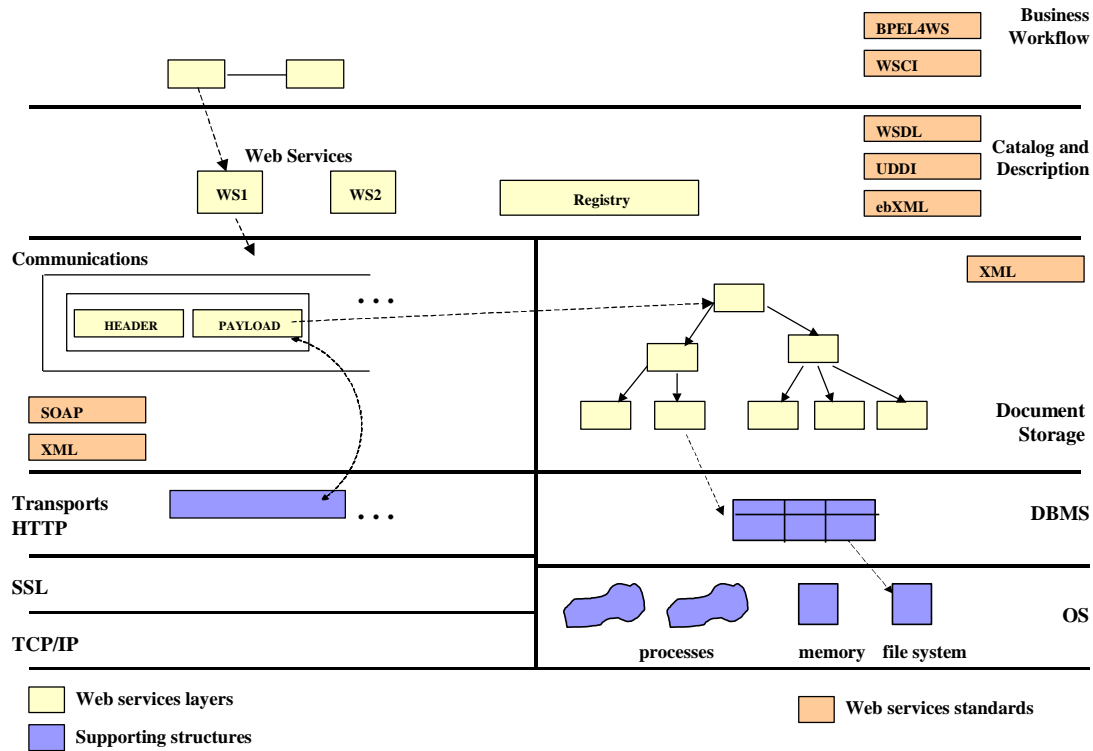 BPEL4WS
Business
Workflow
WSCI
WSDL
Web Services
Catalog and
Description
UDDI
WS1
WS2
Registry
ebXML
Communications
XML
. . .
HEADER
PAYLOAD
SOAP
Document
Storage
XML
Transports
HTTP
. . .
DBMS
SSL
OS
TCP/IP
processes
memory
file system
Web services layers
Web services standards
Supporting structures